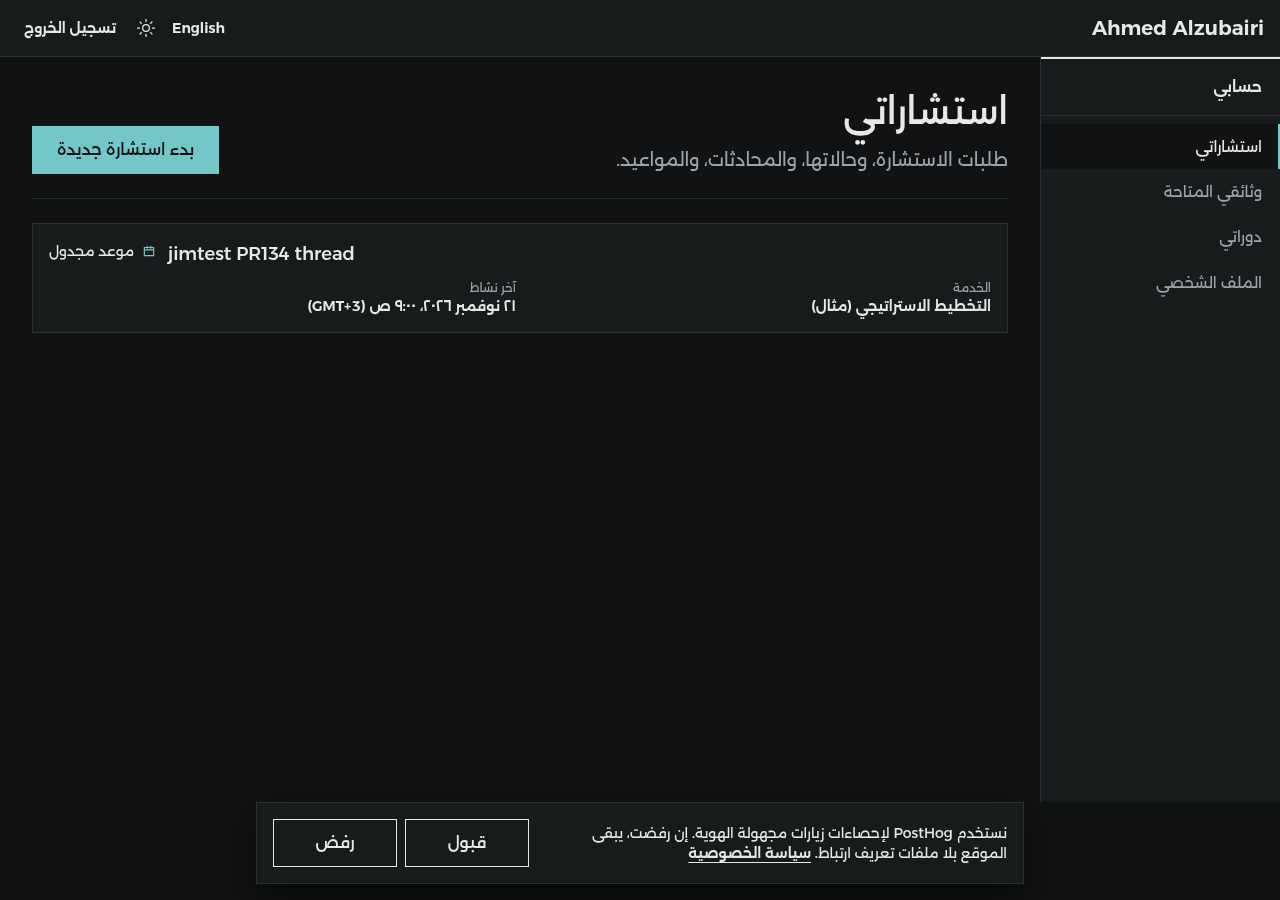 Ahmed Alzubairi
English
تسجيل الخروج
حسابي
استشاراتي
وثائقي المتاحة
دوراتي
الملف الشخصي
استشاراتي
طلبات الاستشارة، وحالاتها، والمحادثات، والمواعيد.
بدء استشارة جديدة
jimtest PR134 thread
موعد مجدول
الخدمة
التخطيط الاستراتيجي (مثال)
آخر نشاط
٢١ نوفمبر ٢٠٢٦، ٩:٠٠ ص (GMT+3)
نستخدم PostHog لإحصاءات زيارات مجهولة الهوية. إن رفضت، يبقى
الموقع بلا ملفات تعريف ارتباط. سياسة الخصوصية
قبول
رفض